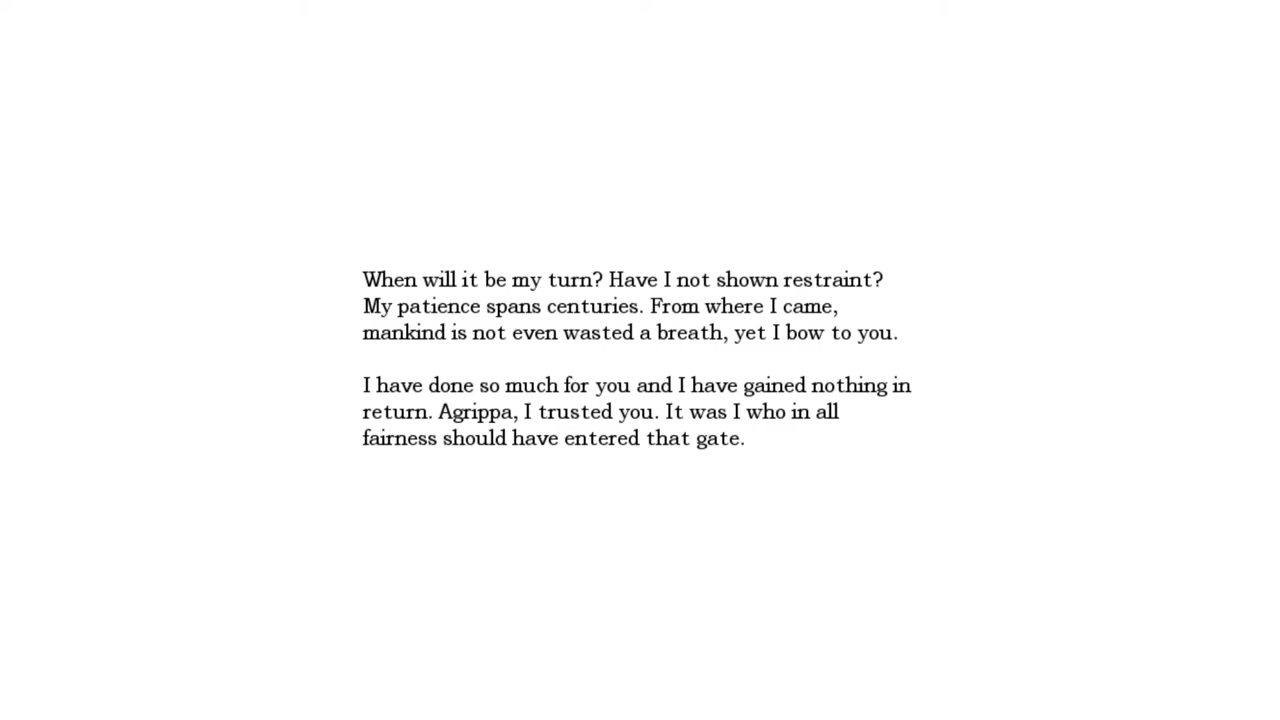 When will it be my turn? Have I not shown restraint?
My patience spans centuries. From where I came,
mankind is not even wasted a breath, yet I bow to you.
I have done so much for you and I have gained nothing in
return. Agrippa, I trusted you. It was I who in all
fairness should have entered that gate.